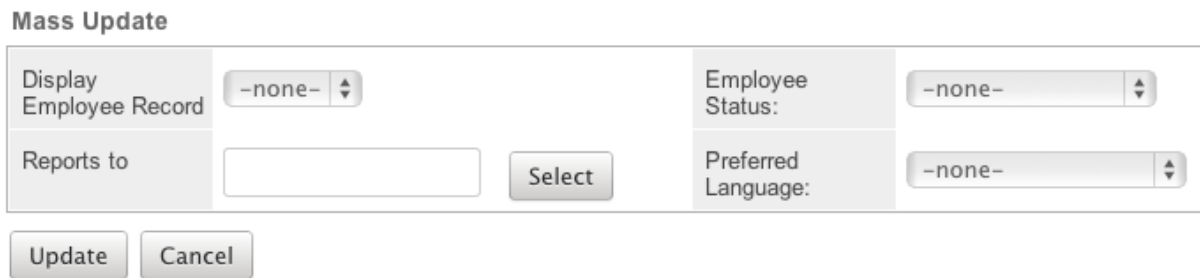 Mass Update
Display
Employee Record
-none-
Employee
Status:
-none-
Reports to
Select
Preferred
Language:
-none-
Update
Cancel